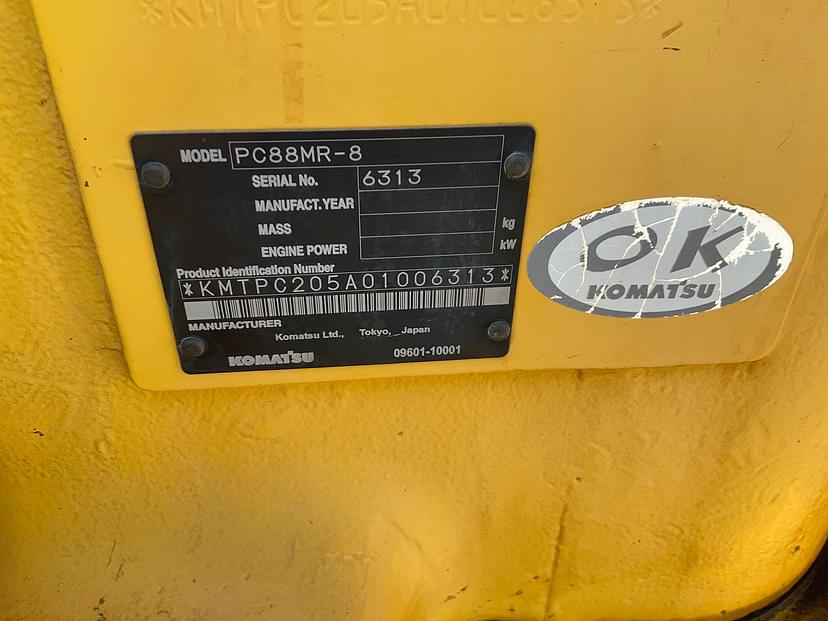 *KMTPC205A01006313*
MODEL PC88MR-8
SERIAL No. 6313
MANUFACT.YEAR
MASS kg
ENGINE POWER kW
Product Identification Number
*KMTPC205A01006313*
MANUFACTURER
Komatsu Ltd., Tokyo, Japan
KOMATSU 09601-10001
OK
KOMATSU